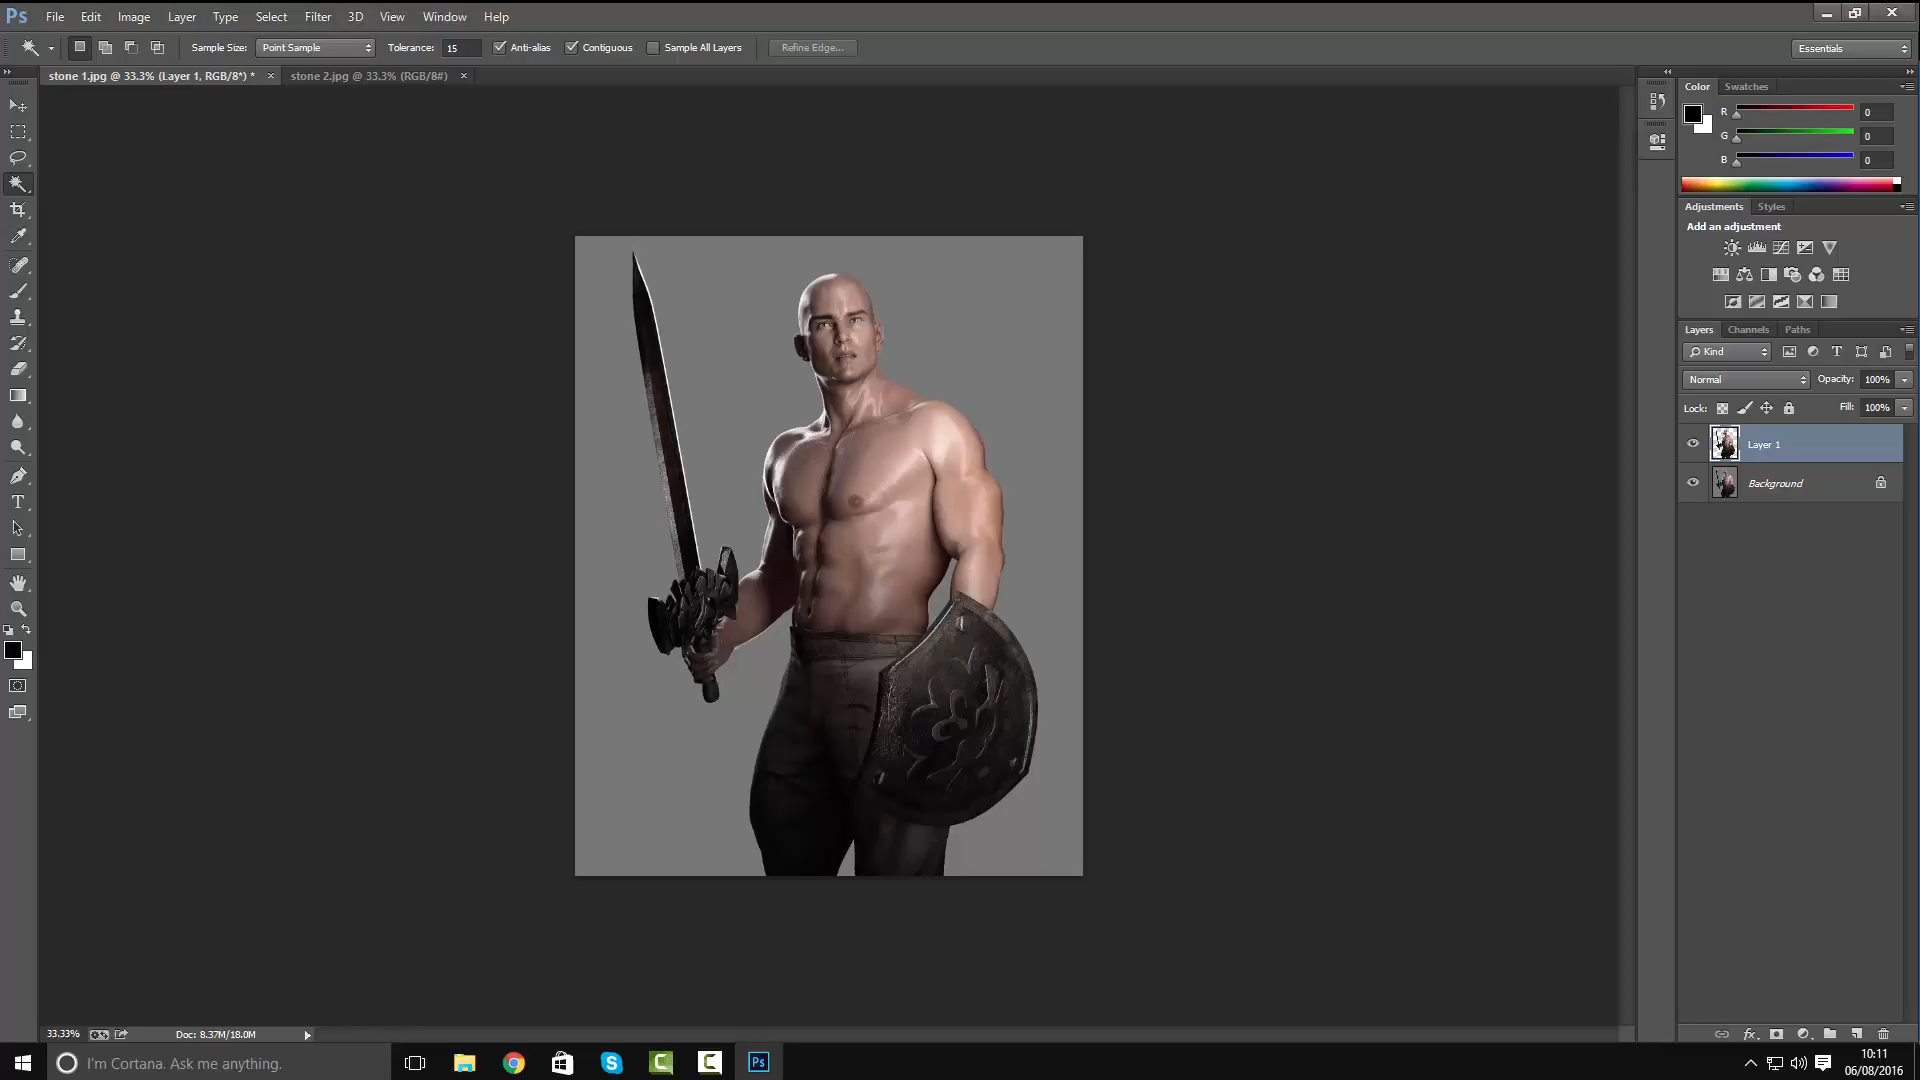 Ps File Edit Image Layer Type Select Filter 3D View Window Help
Sample Size: Point Sample Tolerance: 15 Anti-alias Contiguous Sample All Layers Refine Edge... Essentials
stone 1.jpg @ 33.3% (Layer 1, RGB/8*) * × stone 2.jpg @ 33.3% (RGB/8#) ×
Color Swatches
R 0
G 0
B 0
Adjustments Styles
Add an adjustment
Layers Channels Paths
Kind
Normal Opacity: 100%
Lock: Fill: 100%
Layer 1
Background
33.33% Doc: 8.37M/18.0M
I'm Cortana. Ask me anything.
Ps
10:11
06/08/2016